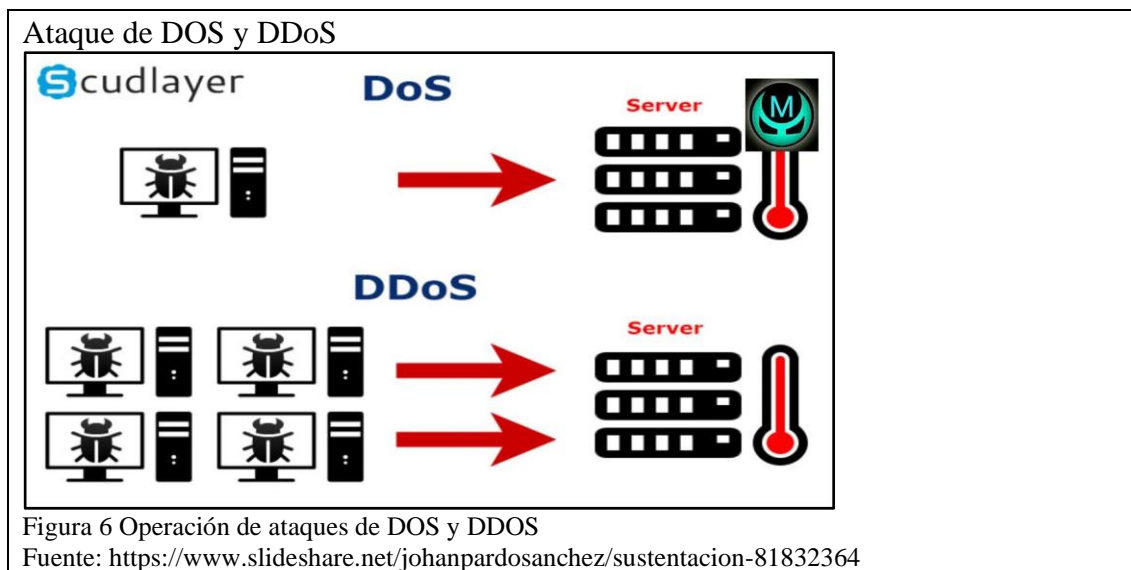 Ataque de DOS y DDoS
Scudlayer
DoS
Server
M
DDoS
Server
Figura 6 Operación de ataques de DOS y DDOS
Fuente: https://www.slideshare.net/johanpardosanchez/sustentacion-81832364